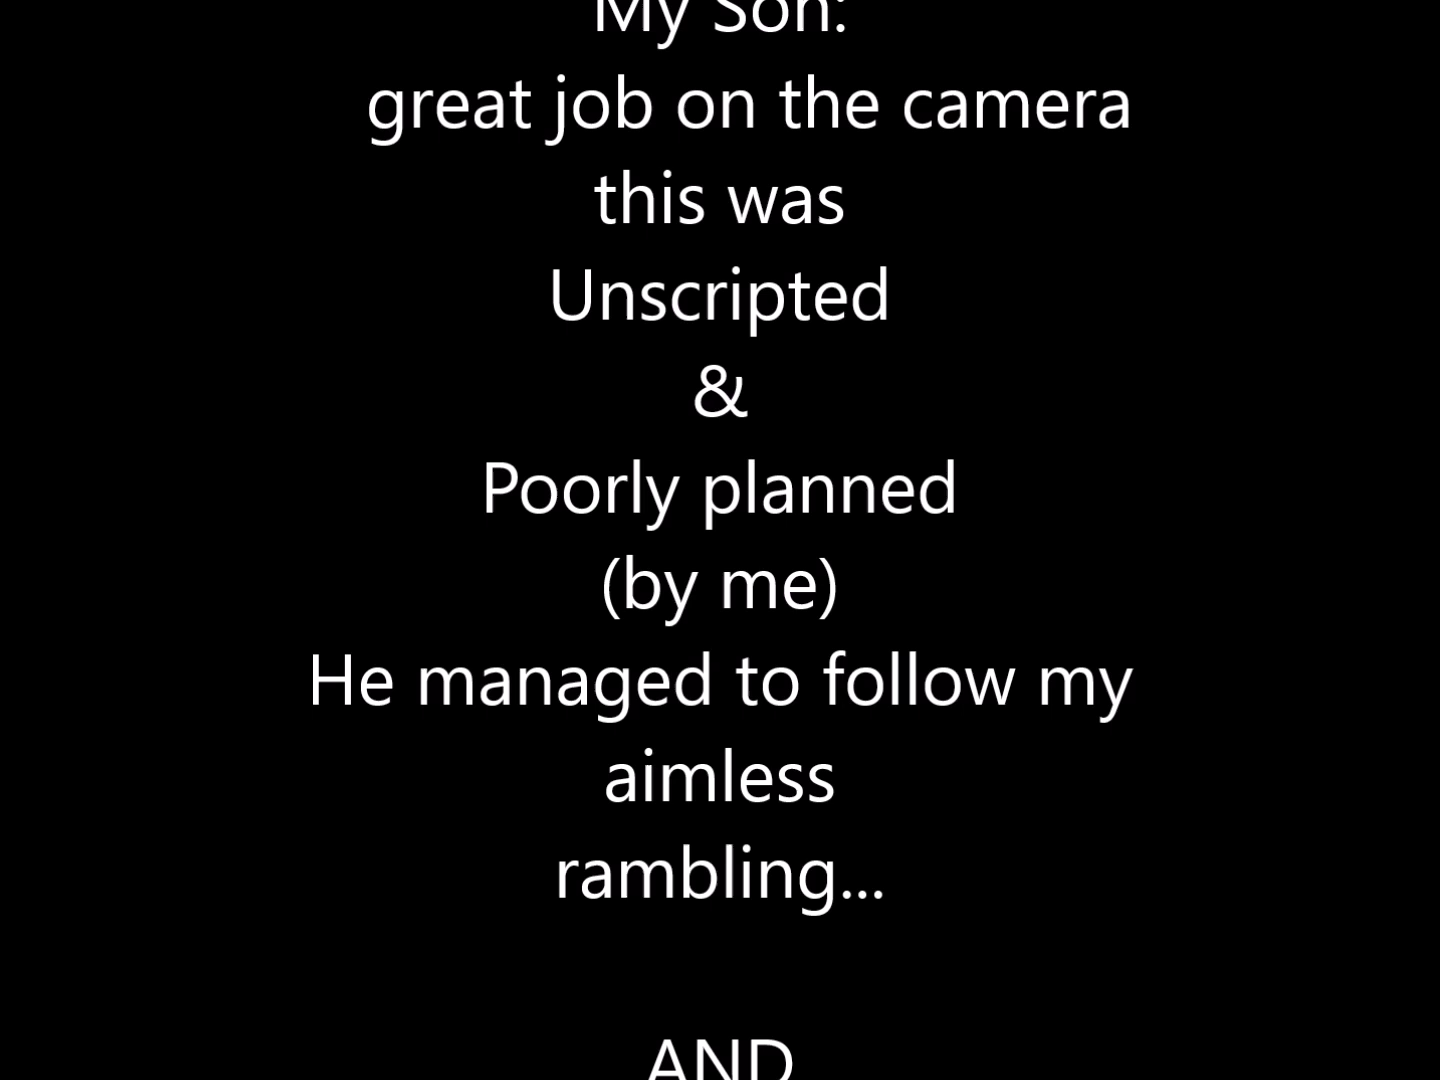 My Son:
great job on the camera
this was
Unscripted
&
Poorly planned
(by me)
He managed to follow my
aimless
rambling...
AND